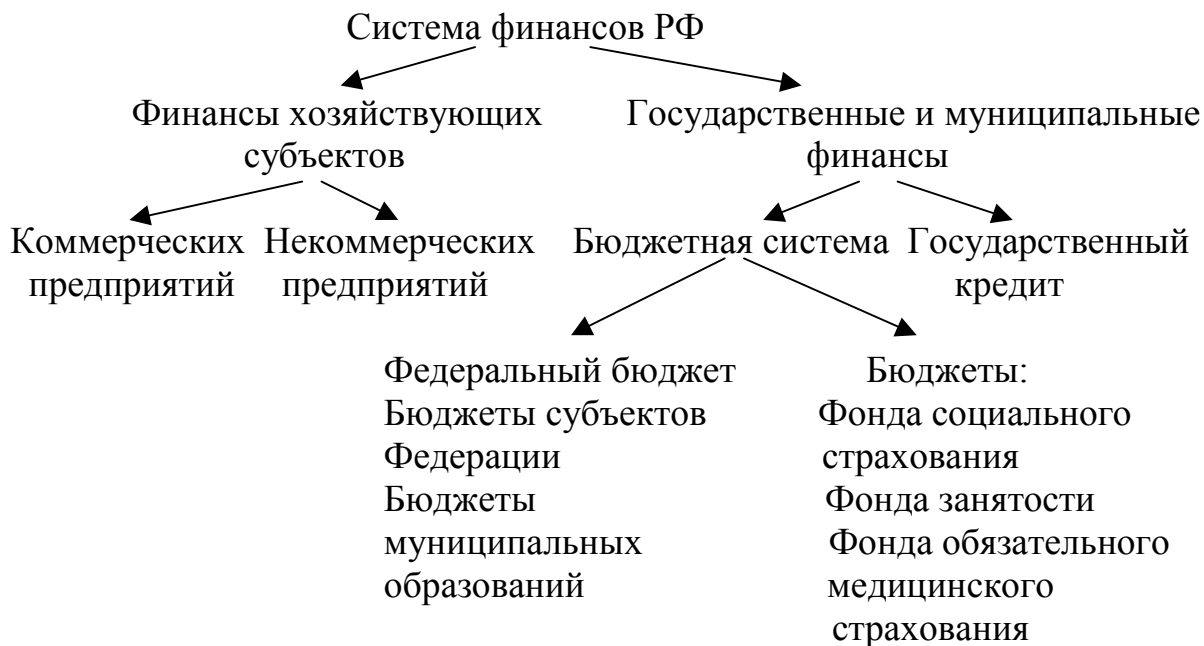 Система финансов РФ
Финансы хозяйствующих
субъектов
Государственные и муниципальные
финансы
Коммерческих
предприятий
Некоммерческих
предприятий
Бюджетная система
Государственный
кредит
Федеральный бюджет
Бюджеты субъектов
Федерации
Бюджеты
муниципальных
образований
Бюджеты:
Фонда социального
страхования
Фонда занятости
Фонда обязательного
медицинского
страхования